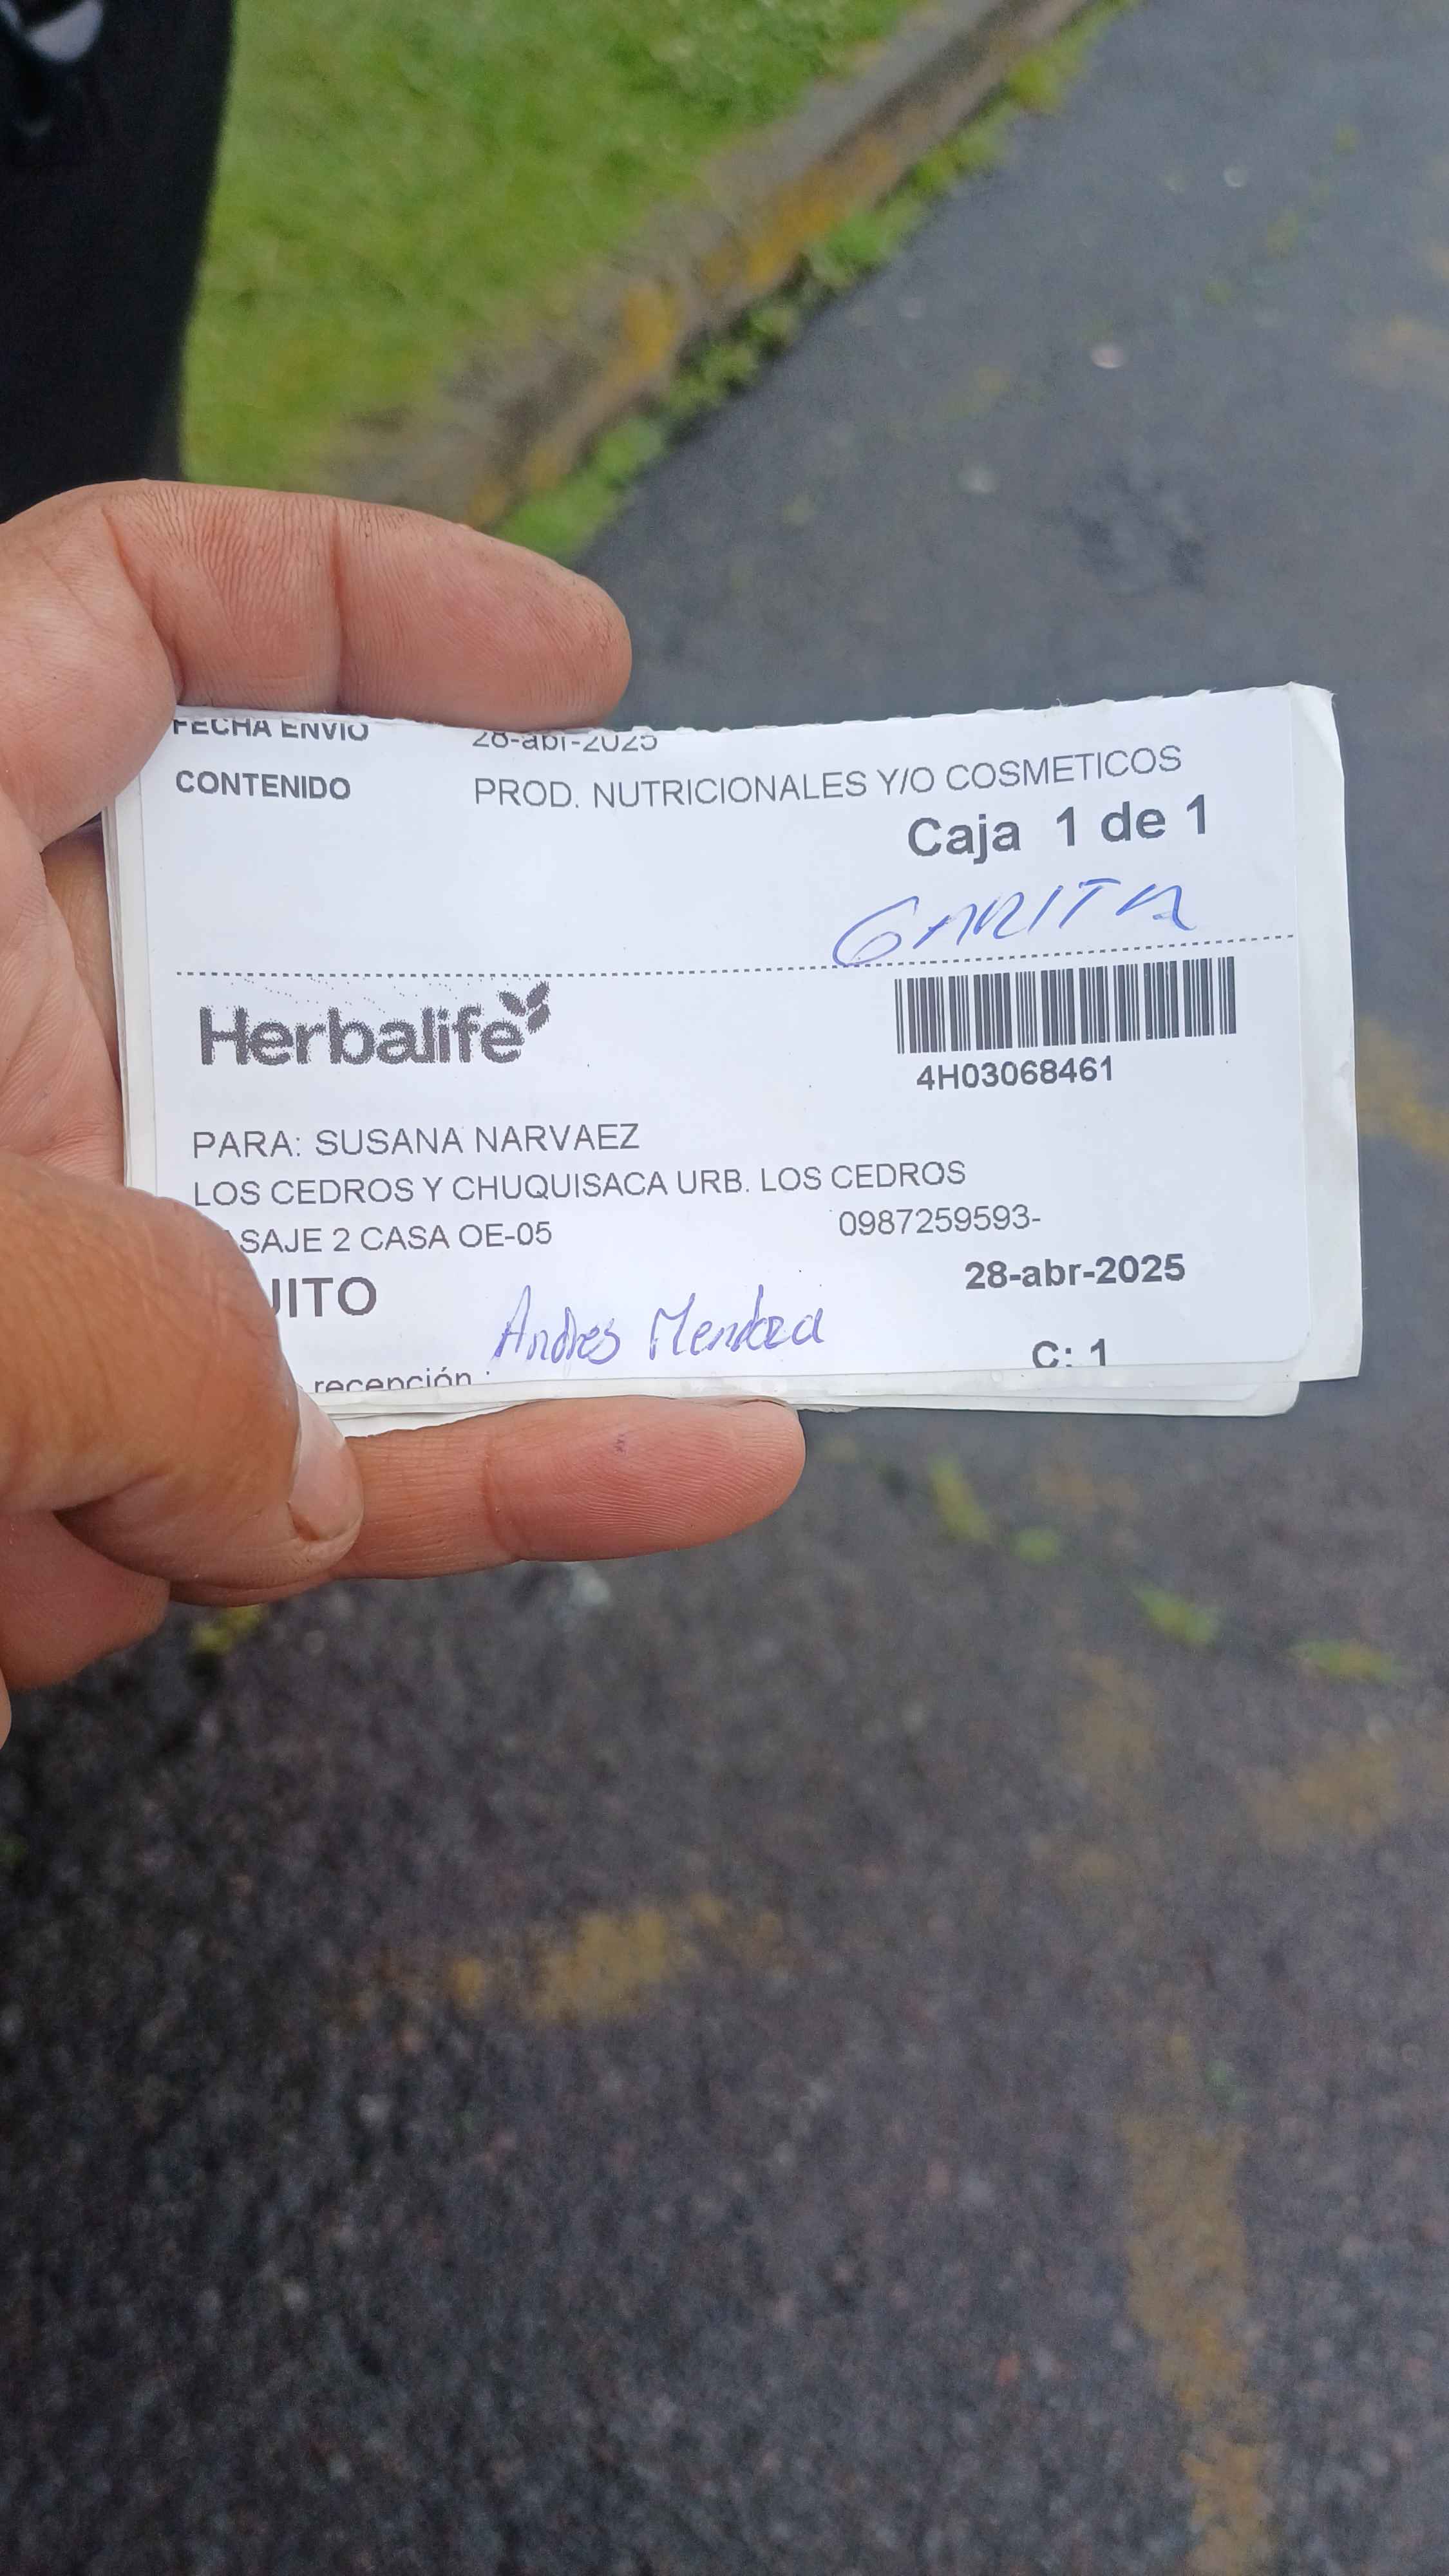 FECHA ENVIO 28-abr-2025
CONTENIDO PROD. NUTRICIONALES Y/O COSMETICOS
Caja 1 de 1
GARITA
Herbalife
4H03068461
PARA: SUSANA NARVAEZ
LOS CEDROS Y CHUQUISACA URB. LOS CEDROS
SAJE 2 CASA OE-05 0987259593-
UITO 28-abr-2025
Andres Mendoza
C: 1
recepción